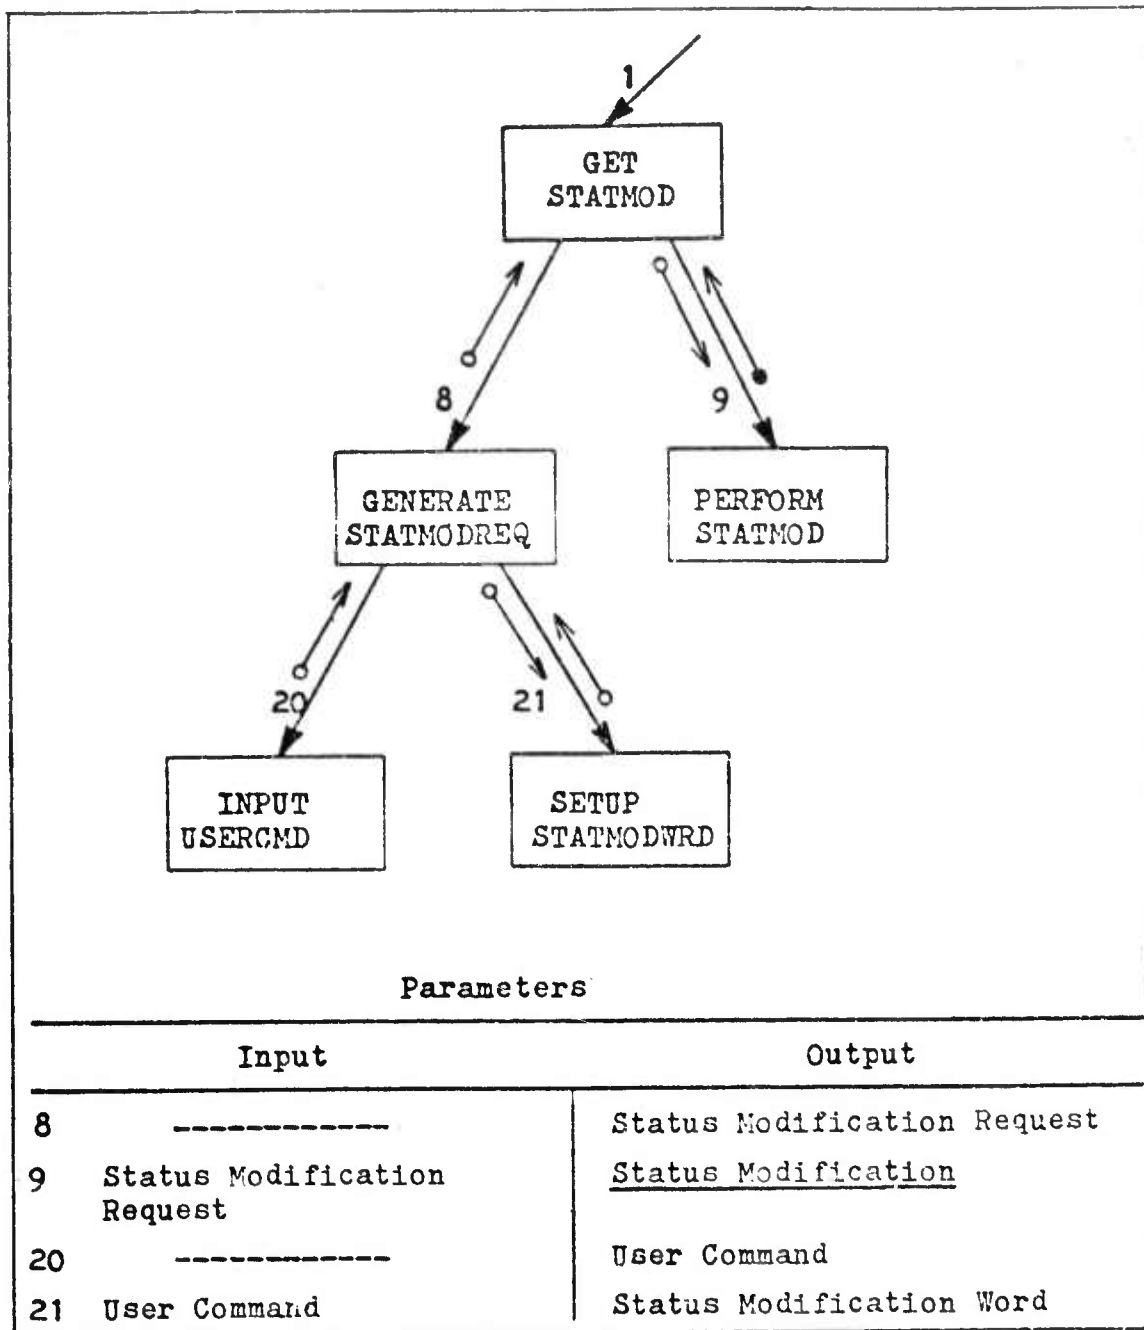 1
GET
STATMOD
8
9
GENERATE
STATMODREQ
PERFORM
STATMOD
20
21
INPUT
USERCMD
SETUP
STATMODWRD
Parameters
Input Output
8 ------------ Status Modification Request
9 Status Modification Status Modification
Request
20 ------------ User Command
21 User Command Status Modification Word